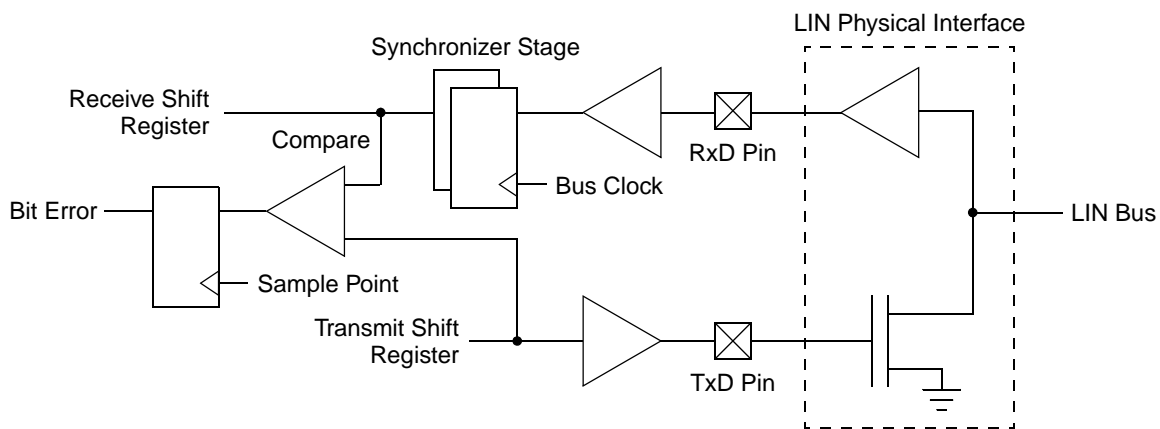 LIN Physical Interface
Synchronizer Stage
Receive Shift
Register
Compare
RxD Pin
Bus Clock
Bit Error
LIN Bus
Sample Point
Transmit Shift
Register
TxD Pin